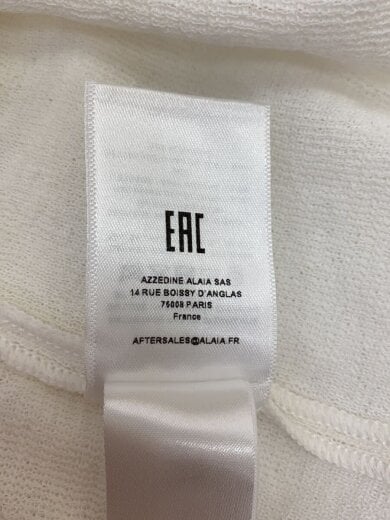 EAC
AZZEDINE ALAIA SAS
14 RUE BOISSY D'ANGLAS
75008 PARIS
France
AFTERSALES@ALAIA.FR